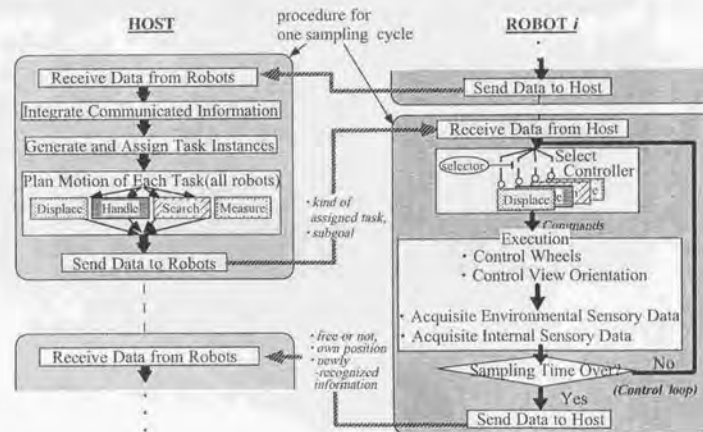 procedure for
one sampling cycle
HOST
Receive Data from Robots
Integrate Communicated Information
Generate and Assign Task Instances
Plan Motion of Each Task(all robots)
Displace
Handle
Search
Measure
Send Data to Robots
Receive Data from Robots
• kind of
assigned task,
• subgoal
• free or not,
• own position
• newly
-recognized
information
ROBOT i
Send Data to Host
Receive Data from Host
selector
Select
Controller
Displace
e
e
Commands
Execution
• Control Wheels
• Control View Orientation
• Acquisite Environmental Sensory Data
• Acquisite Internal Sensory Data
Sampling Time Over?
No
(Control loop)
Yes
Send Data to Host